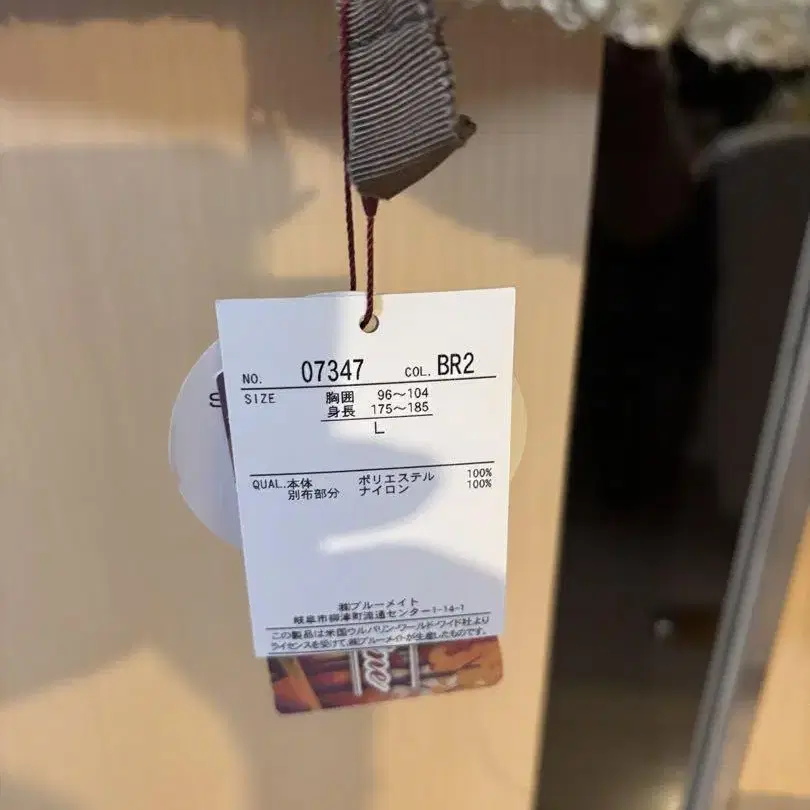 NO. 07347 COL. BR2
SIZE 胸囲 96〜104
身長 175〜185
L
QUAL. 本体 ポリエステル 100%
別布部分 ナイロン 100%
㈱ブルーメイト
岐阜市柳津町流通センター1-14-1
この製品は米国ウルバリン・ワールド・ワイド社より
ライセンスを受けて、㈱ブルーメイトが生産したものです。
S
me